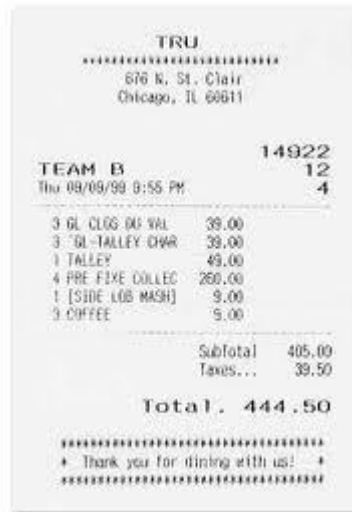 TRU
****************************
676 N. St. Clair
Chicago, IL 60611
14922
TEAM B 12
Thu 09/09/99 9:55 PM 4
3 GL CLOS DU VAL 39.00
3 GL-TALLEY CHAR 39.00
1 TALLEY 49.00
4 PRE FIXE COLLEC 260.00
1 [SIDE LOB MASH] 9.00
3 COFFEE 9.00
Subtotal 405.00
Taxes... 39.50
Total. 444.50
************************************
* Thank you for dining with us! *
************************************